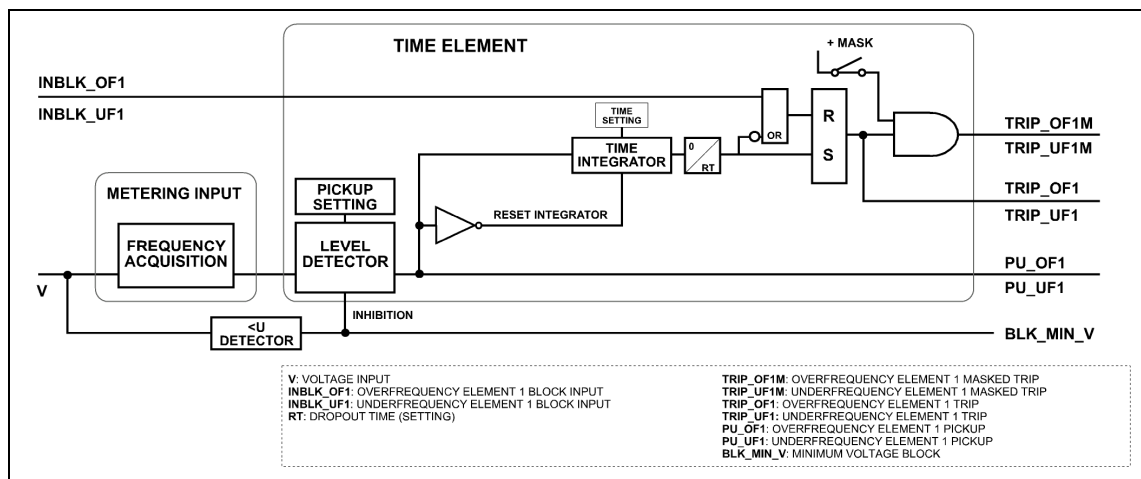 TIME ELEMENT
+ MASK
INBLK_OF1
INBLK_UF1
TIME
SETTING
OR
R
S
TRIP_OF1M
TRIP_UF1M
TIME
INTEGRATOR
0
RT
METERING INPUT
PICKUP
SETTING
RESET INTEGRATOR
TRIP_OF1
TRIP_UF1
FREQUENCY
ACQUISITION
LEVEL
DETECTOR
V
PU_OF1
PU_UF1
INHIBITION
<U
DETECTOR
BLK_MIN_V
V: VOLTAGE INPUT
INBLK_OF1: OVERFREQUENCY ELEMENT 1 BLOCK INPUT
INBLK_UF1: UNDERFREQUENCY ELEMENT 1 BLOCK INPUT
RT: DROPOUT TIME (SETTING)
TRIP_OF1M: OVERFREQUENCY ELEMENT 1 MASKED TRIP
TRIP_UF1M: UNDERFREQUENCY ELEMENT 1 MASKED TRIP
TRIP_OF1: OVERFREQUENCY ELEMENT 1 TRIP
TRIP_UF1: UNDERFREQUENCY ELEMENT 1 TRIP
PU_OF1: OVERFREQUENCY ELEMENT 1 PICKUP
PU_UF1: UNDERFREQUENCY ELEMENT 1 PICKUP
BLK_MIN_V: MINIMUM VOLTAGE BLOCK